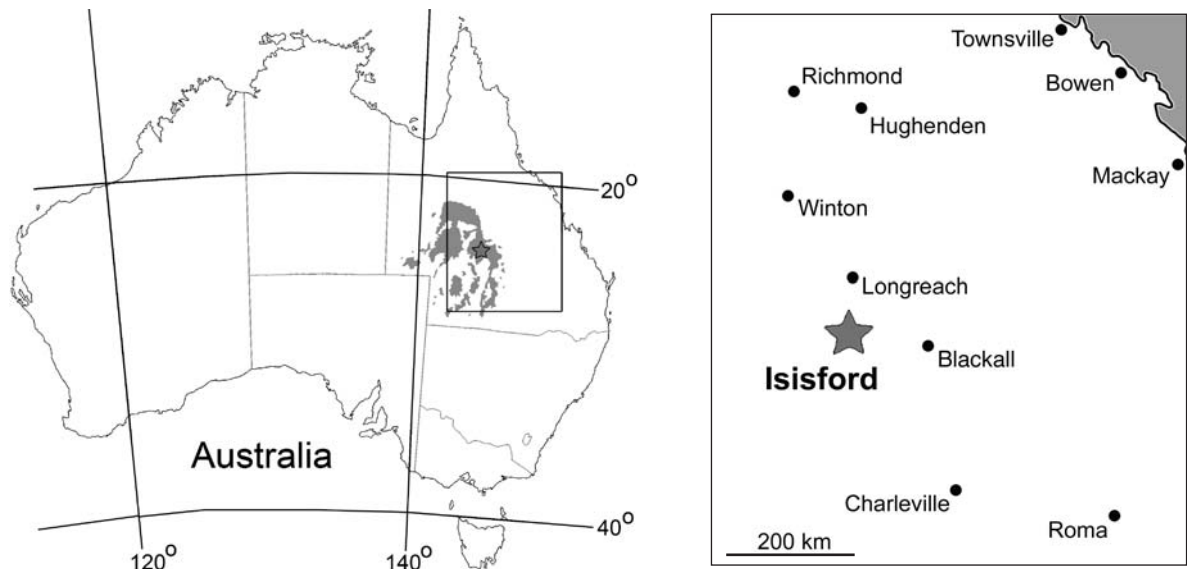 20°
Australia
40°
120°
140°
Townsville
Richmond
Bowen
Hughenden
Mackay
Winton
Longreach
Blackall
Isisford
Charleville
Roma
200 km